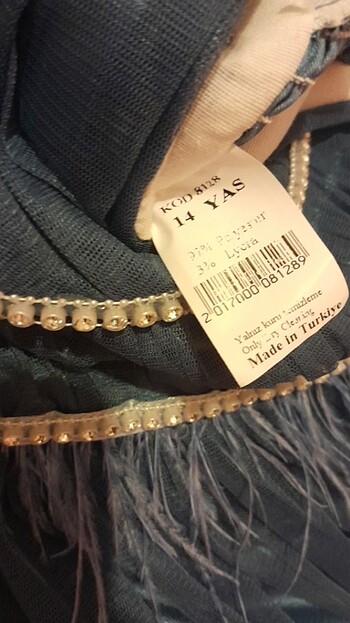 KOD 8128
14 YAS
97% Polyester
3% Lycra
2 017000 081289
Yalnız Kuru Temizleme
Only Dry Cleaning
Made in Turkiye